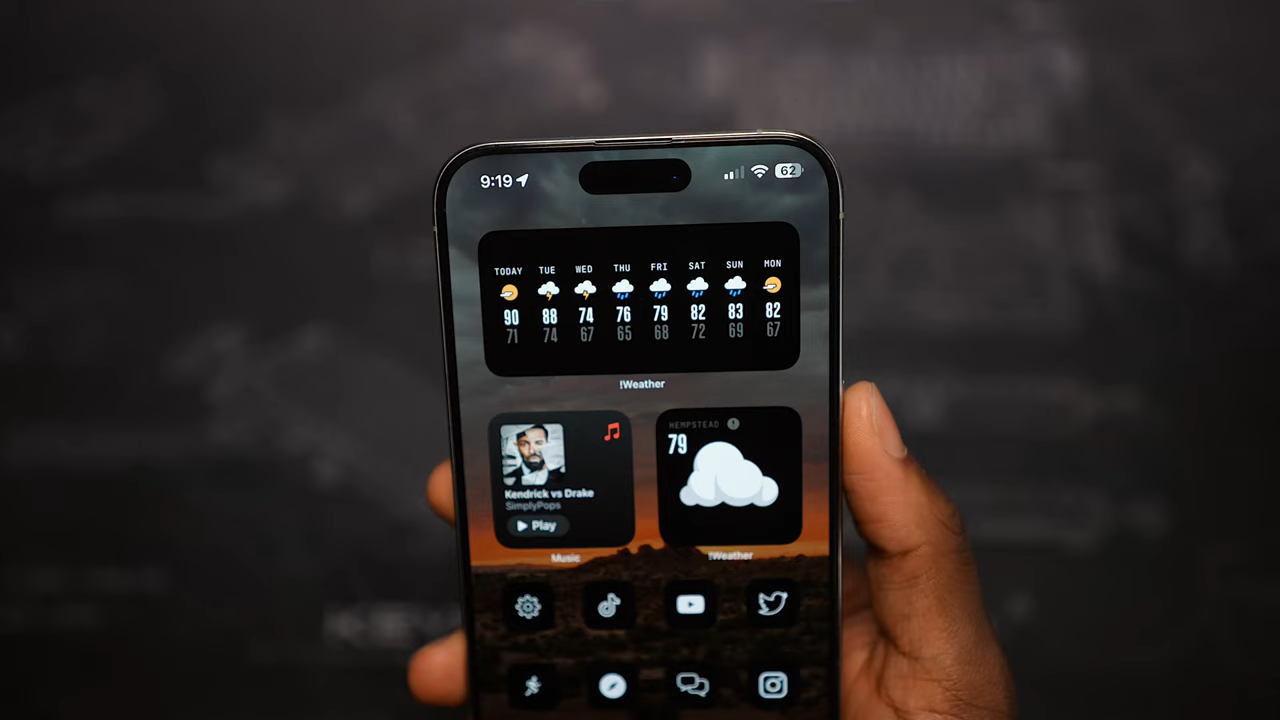 9:19 62
TODAY TUE WED THU FRI SAT SUN MON
90 88 74 76 79 82 83 82
71 74 67 65 68 72 69 67
!Weather
Kendrick vs Drake
SimplyPops
Play
Music
HEMPSTEAD
79
!Weather